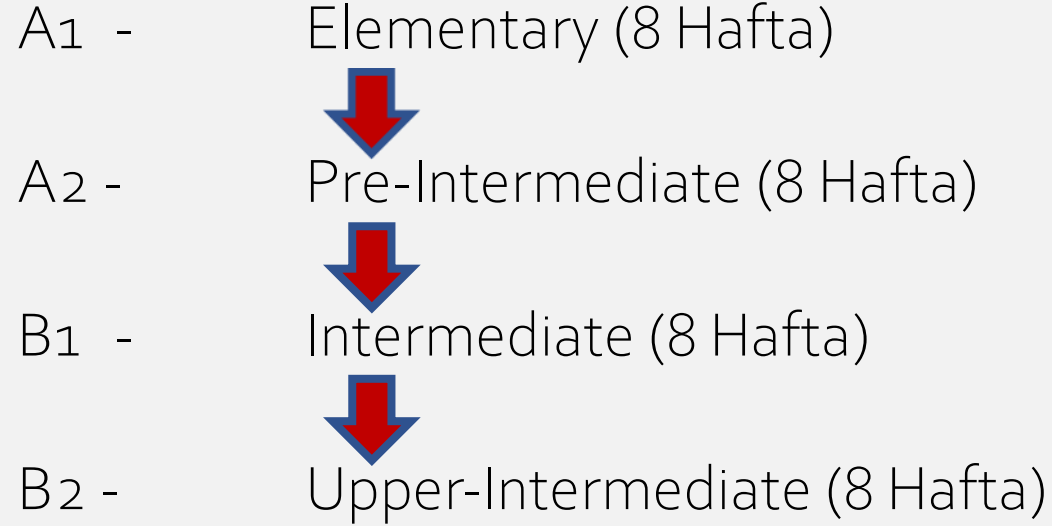 A1 - Elementary (8 Hafta)
A2 - Pre-Intermediate (8 Hafta)
B1 - Intermediate (8 Hafta)
B2 - Upper-Intermediate (8 Hafta)